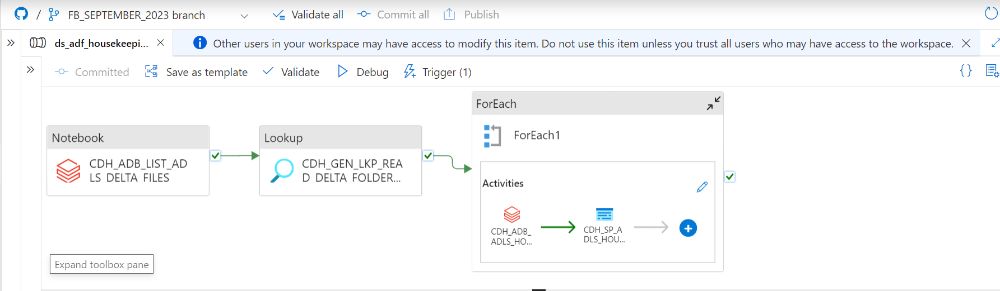 / FB_SEPTEMBER_2023 branch Validate all Commit all Publish
ds_adf_housekeepi... Other users in your workspace may have access to modify this item. Do not use this item unless you trust all users who may have access to the workspace.
Committed Save as template Validate Debug Trigger (1) {}
Notebook
CDH_ADB_LIST_AD
LS_DELTA_FILES
Lookup
CDH_GEN_LKP_REA
D_DELTA_FOLDER...
ForEach
ForEach1
Activities
CDH_ADB_
ADLS_HO...
CDH_SP_A
DLS_HOU...
Expand toolbox pane